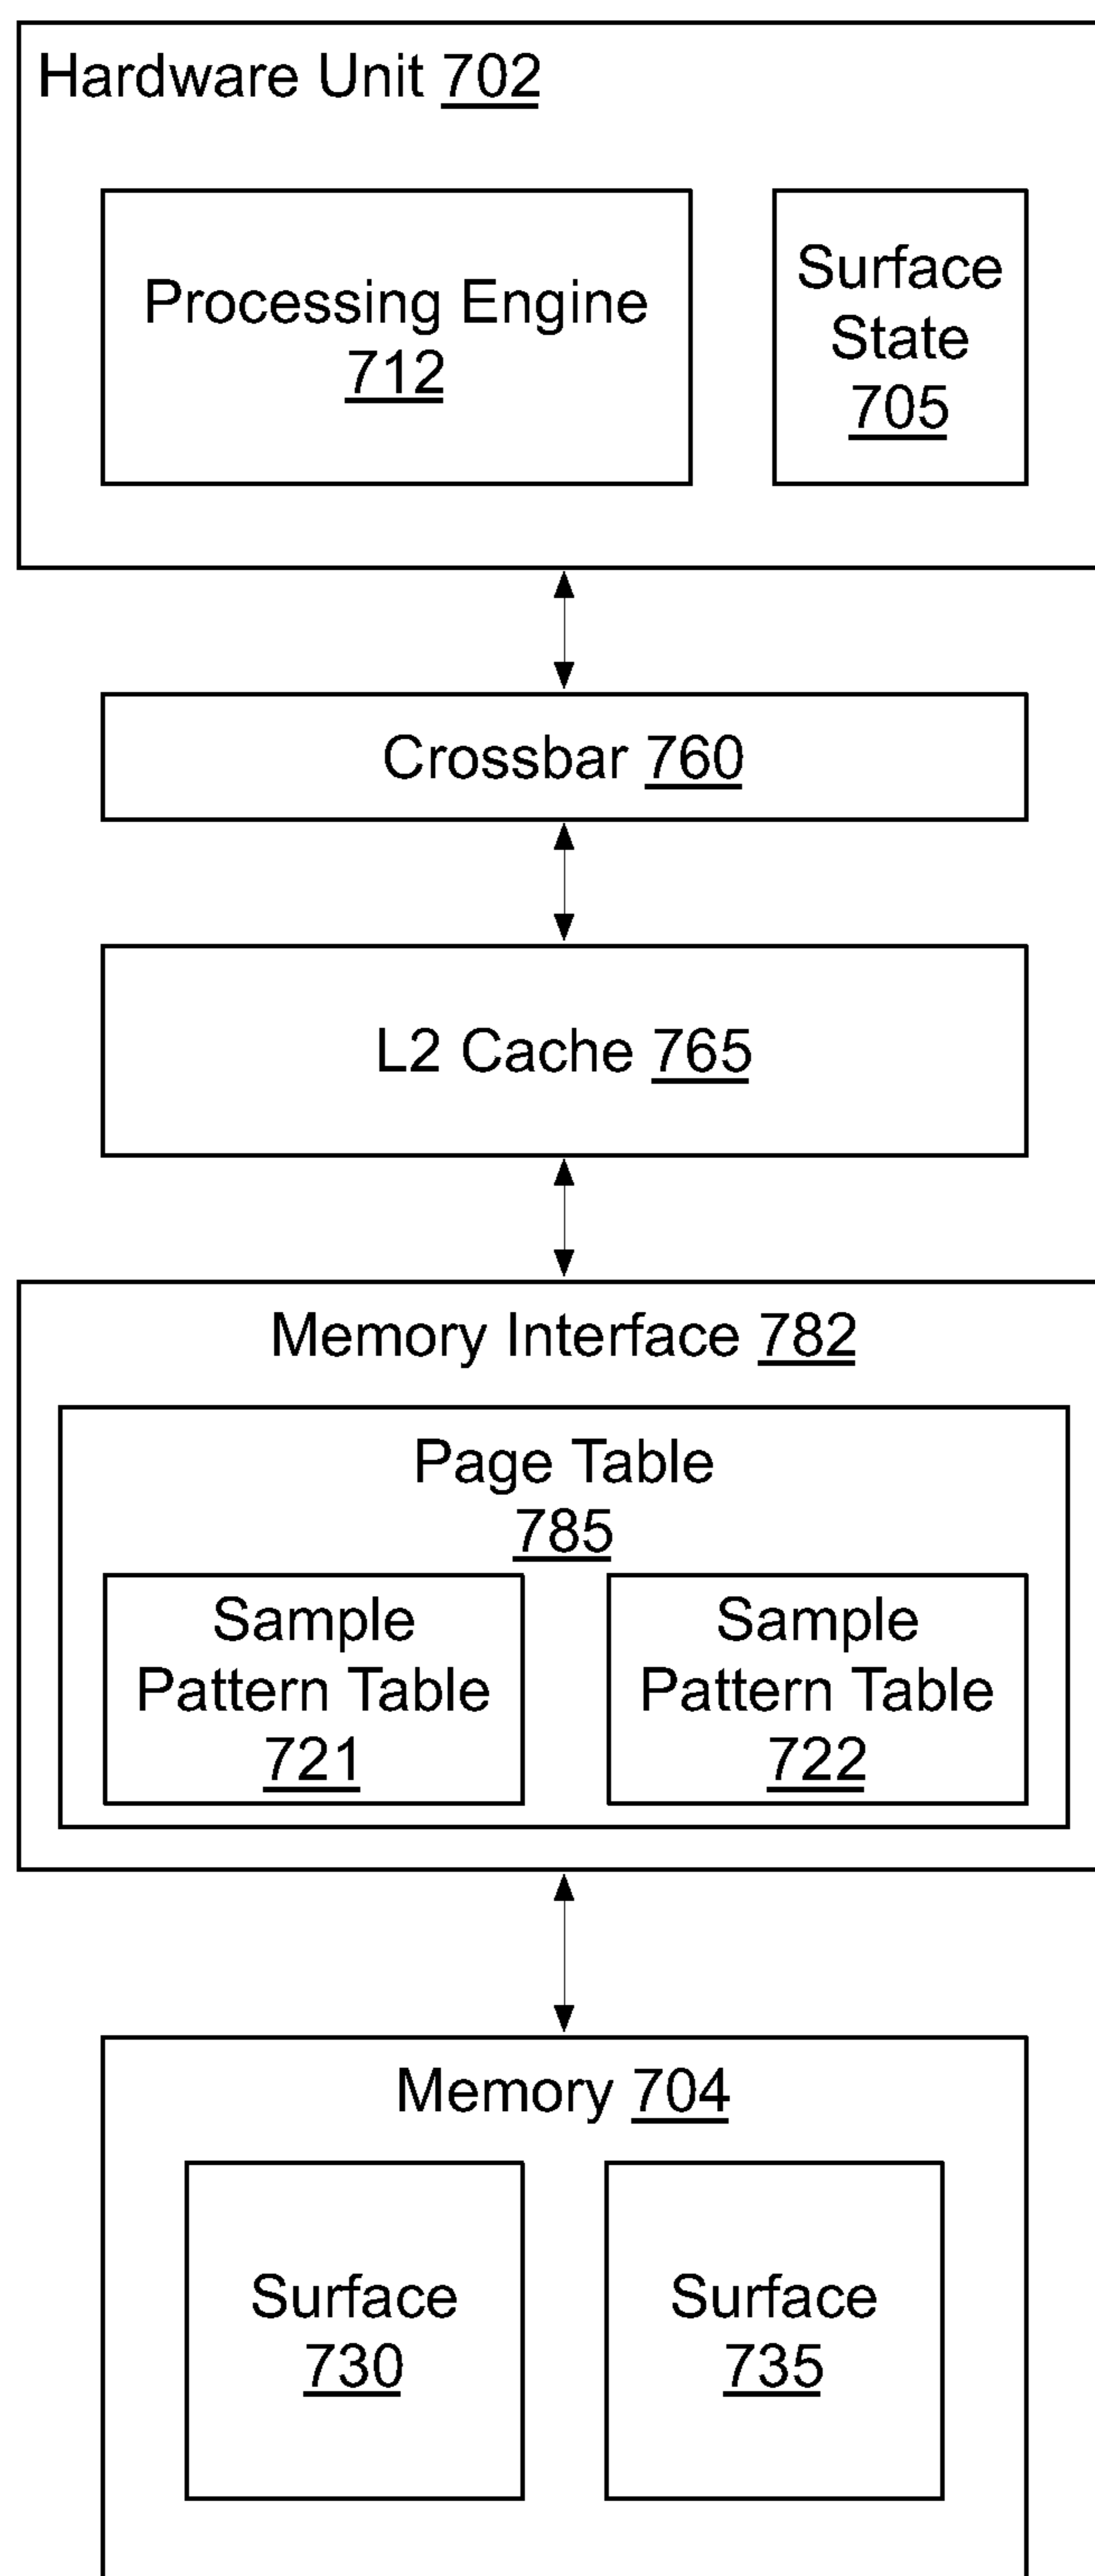 Hardware Unit 702
Processing Engine
712
Surface
State
705
Crossbar 760
L2 Cache 765
Memory Interface 782
Page Table
785
Sample
Pattern Table
721
Sample
Pattern Table
722
Memory 704
Surface
730
Surface
735